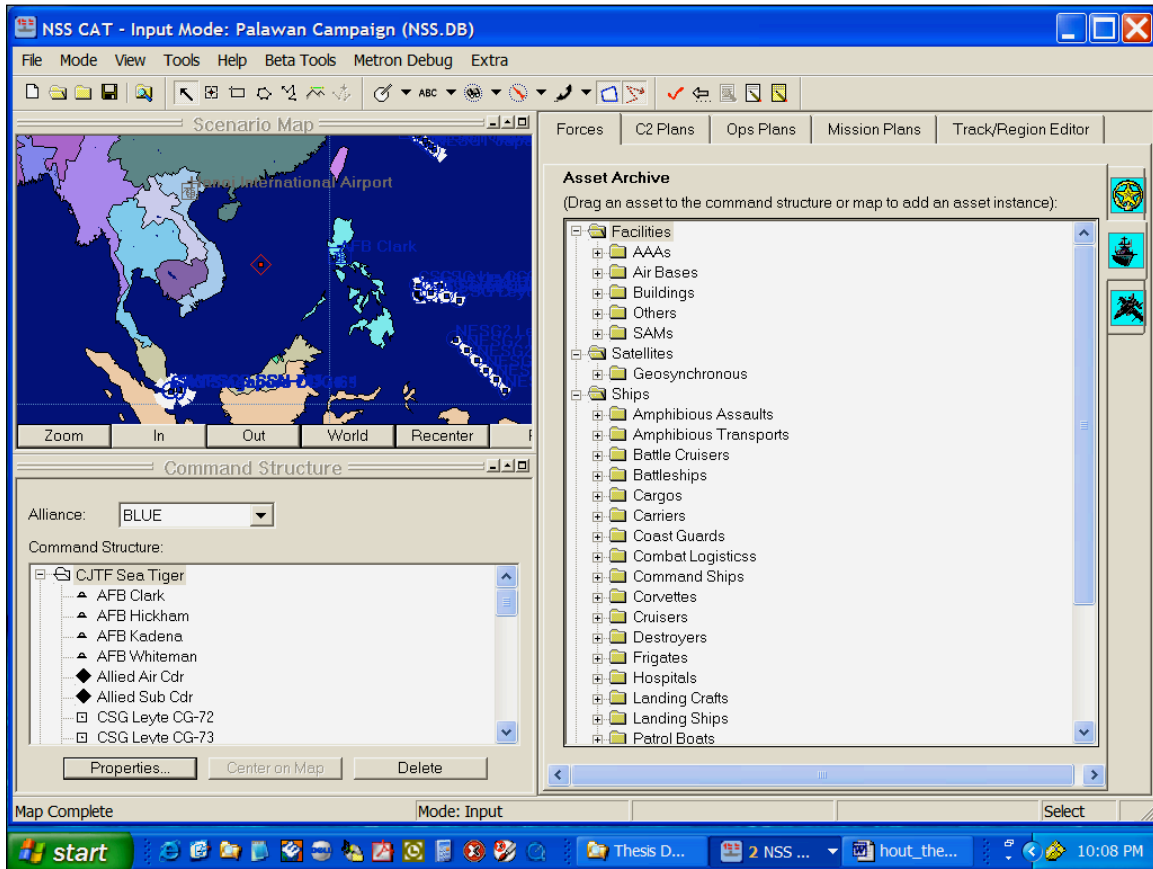 NSS CAT - Input Mode: Palawan Campaign (NSS.DB)
File Mode View Tools Help Beta Tools Metron Debug Extra
ABC
Scenario Map
Hanoi International Airport
AFB Clark
Zoom In Out World Recenter
Command Structure
Alliance: BLUE
Command Structure:
CJTF Sea Tiger
AFB Clark
AFB Hickham
AFB Kadena
AFB Whiteman
Allied Air Cdr
Allied Sub Cdr
CSG Leyte CG-72
CSG Leyte CG-73
Properties... Center on Map Delete
Forces C2 Plans Ops Plans Mission Plans Track/Region Editor
Asset Archive
(Drag an asset to the command structure or map to add an asset instance):
Facilities
AAAs
Air Bases
Buildings
Others
SAMs
Satellites
Geosynchronous
Ships
Amphibious Assaults
Amphibious Transports
Battle Cruisers
Battleships
Cargos
Carriers
Coast Guards
Combat Logisticss
Command Ships
Corvettes
Cruisers
Destroyers
Frigates
Hospitals
Landing Crafts
Landing Ships
Patrol Boats
Map Complete Mode: Input Select
start Thesis D... 2 NSS ... hout_the... 10:08 PM